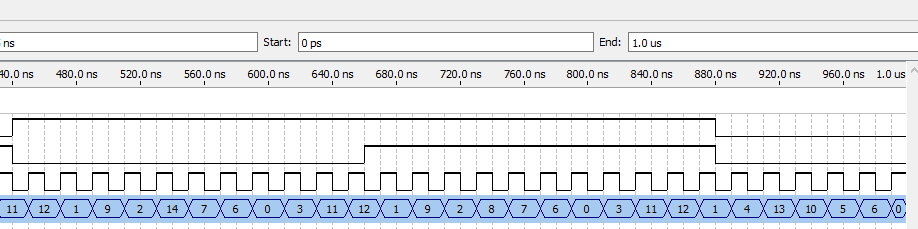 ns Start: 0 ps End: 1.0 us
40.0 ns 480.0 ns 520.0 ns 560.0 ns 600.0 ns 640.0 ns 680.0 ns 720.0 ns 760.0 ns 800.0 ns 840.0 ns 880.0 ns 920.0 ns 960.0 ns 1.0 us
11 12 1 9 2 14 7 6 0 3 11 12 1 9 2 8 7 6 0 3 11 12 1 4 13 10 5 6 0